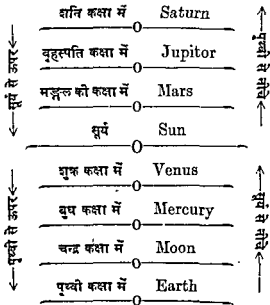 शनि कक्षा में Saturn
बृहस्पति कक्षा में Jupitor
मङ्गल की कक्षा में Mars
सूर्य Sun
शुक्र कक्षा में Venus
बुध कक्षा में Mercury
चन्द्र कक्षा में Moon
पृथ्वी कक्षा में Earth
सूर्य से ऊपर
पृथ्वी से ऊपर
पृथ्वी से नीचे
सूर्य से नीचे